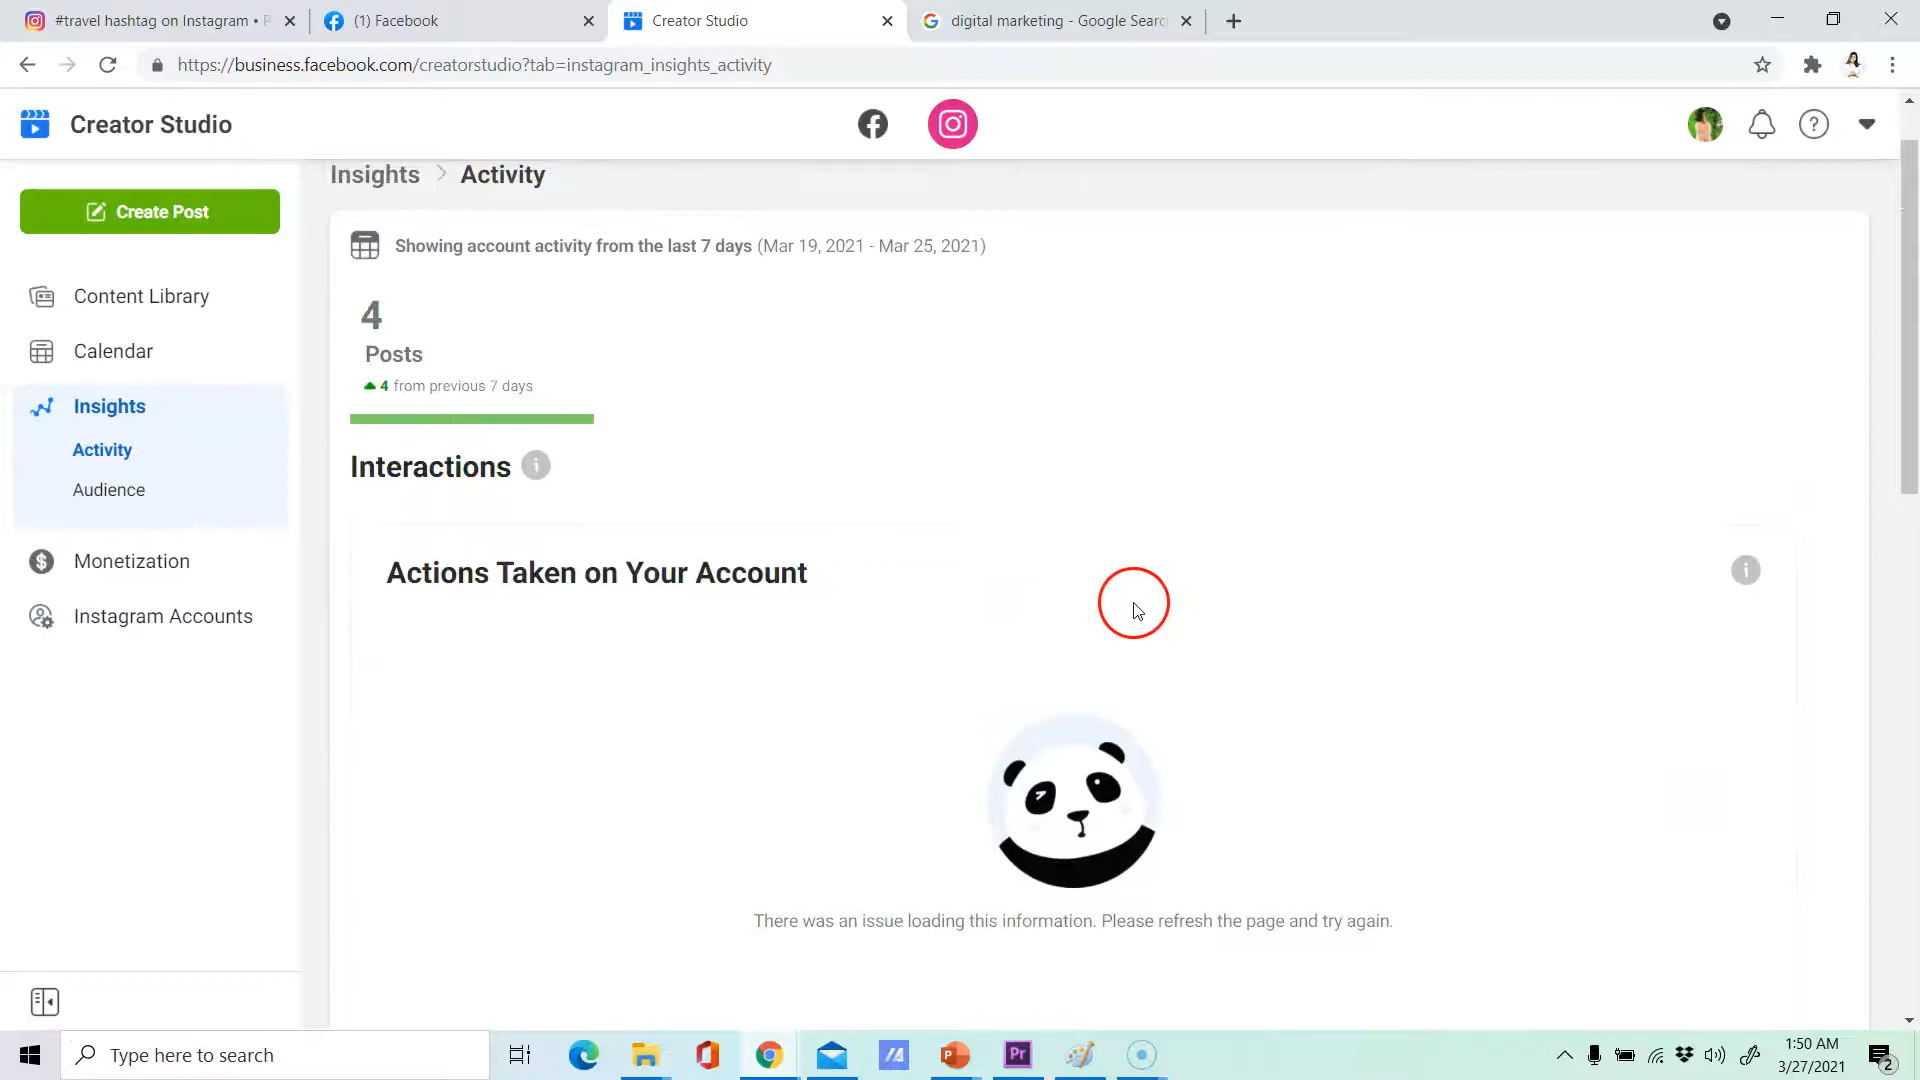 #travel hashtag on Instagram • P
(1) Facebook
Creator Studio
digital marketing - Google Searc
https://business.facebook.com/creatorstudio?tab=instagram_insights_activity
Creator Studio
Insights > Activity
Create Post
Showing account activity from the last 7 days (Mar 19, 2021 - Mar 25, 2021)
Content Library
4
Posts
Calendar
4 from previous 7 days
Insights
Activity
Interactions
Audience
Monetization
Actions Taken on Your Account
Instagram Accounts
There was an issue loading this information. Please refresh the page and try again.
Type here to search
1:50 AM
3/27/2021
2